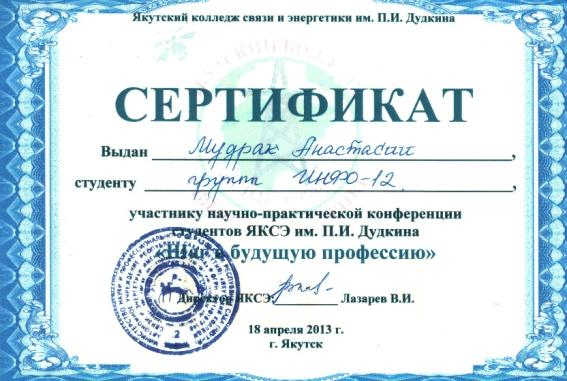 Якутский колледж связи и энергетики им. П.И. Дудкина
СЕРТИФИКАТ
Выдан Мудрак Анастасии,
студенту группы ИНФО-12,
участнику научно-практической конференции
студентов ЯКСЭ им. П.И. Дудкина
«Шаг в будущую профессию»
Директор ЯКСЭ: Лазарев В.И.
18 апреля 2013 г.
г. Якутск